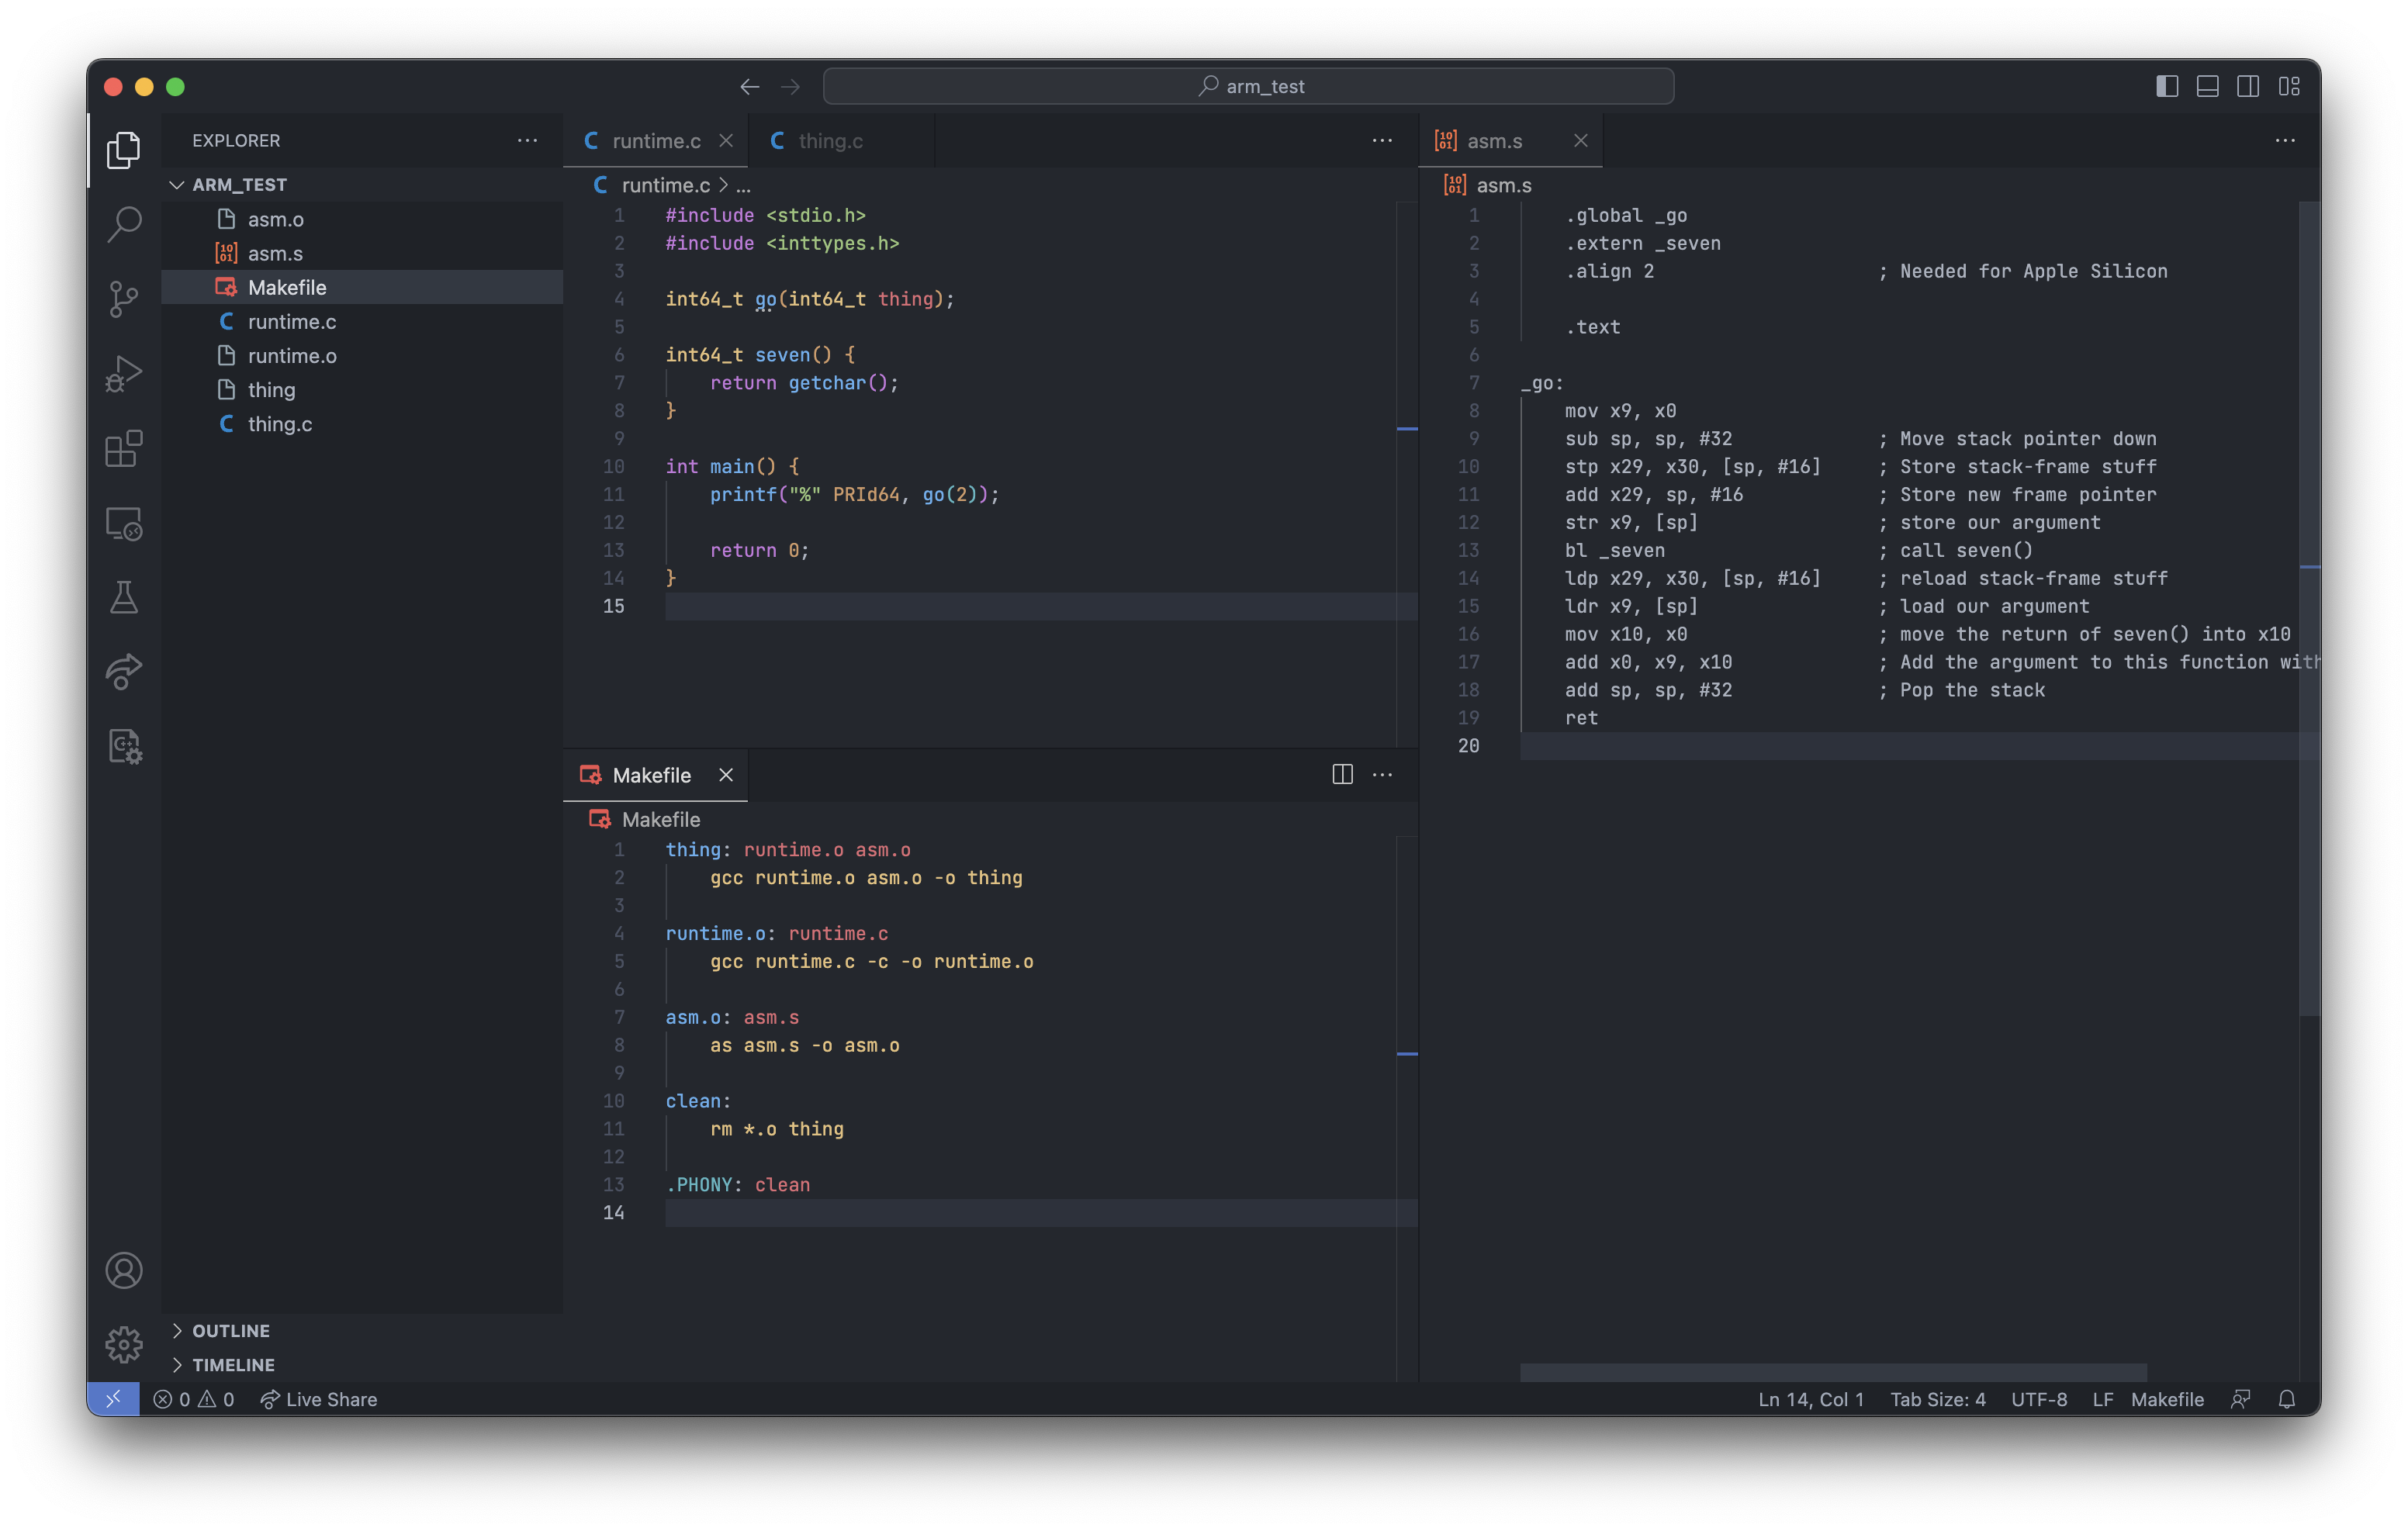 arm_test
EXPLORER
ARM_TEST
asm.o
asm.s
Makefile
runtime.c
runtime.o
thing
thing.c
OUTLINE
TIMELINE
runtime.c
thing.c
runtime.c > ...
1 #include <stdio.h>
2 #include <inttypes.h>
3
4 int64_t go(int64_t thing);
5
6 int64_t seven() {
7     return getchar();
8 }
9
10 int main() {
11     printf("%" PRId64, go(2));
12
13     return 0;
14 }
15
Makefile
Makefile
1 thing: runtime.o asm.o
2     gcc runtime.o asm.o -o thing
3
4 runtime.o: runtime.c
5     gcc runtime.c -c -o runtime.o
6
7 asm.o: asm.s
8     as asm.s -o asm.o
9
10 clean:
11     rm *.o thing
12
13 .PHONY: clean
14
asm.s
asm.s
1     .global _go
2     .extern _seven
3     .align 2                    ; Needed for Apple Silicon
4
5     .text
6
7 _go:
8     mov x9, x0
9     sub sp, sp, #32             ; Move stack pointer down
10     stp x29, x30, [sp, #16]     ; Store stack-frame stuff
11     add x29, sp, #16            ; Store new frame pointer
12     str x9, [sp]                ; store our argument
13     bl _seven                   ; call seven()
14     ldp x29, x30, [sp, #16]     ; reload stack-frame stuff
15     ldr x9, [sp]                ; load our argument
16     mov x10, x0                 ; move the return of seven() into x10
17     add x0, x9, x10             ; Add the argument to this function with
18     add sp, sp, #32             ; Pop the stack
19     ret
20
0 0 Live Share
Ln 14, Col 1 Tab Size: 4 UTF-8 LF Makefile